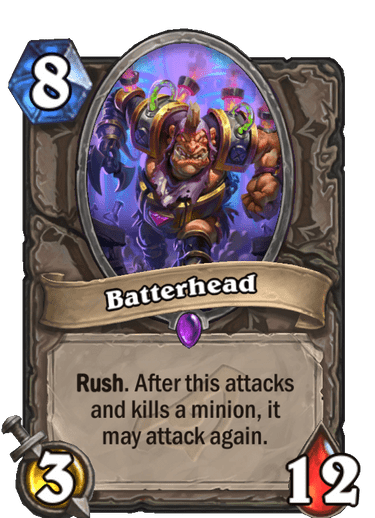 8
Batterhead
Rush. After this attacks
and kills a minion, it
may attack again.
3
12